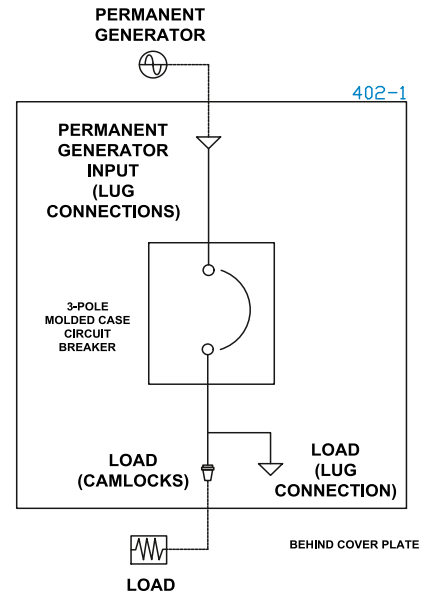 PERMANENT
GENERATOR
402-1
PERMANENT
GENERATOR
INPUT
(LUG
CONNECTIONS)
3-POLE
MOLDED CASE
CIRCUIT
BREAKER
LOAD
(CAMLOCKS)
LOAD
(LUG
CONNECTION)
BEHIND COVER PLATE
LOAD